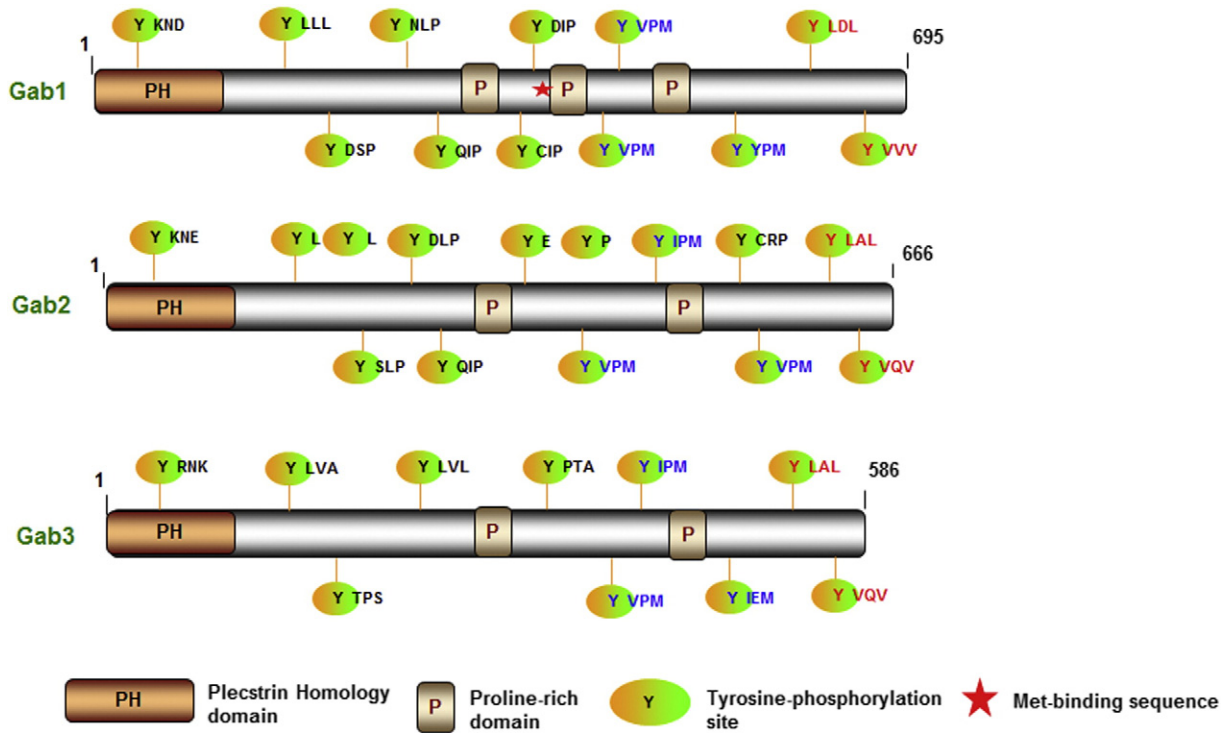 Y KND Y LLL Y NLP Y DIP Y VPM Y LDL
1 695
Gab1 PH P P P
Y DSP Y QIP Y CIP Y VPM Y YPM Y VVV
Y KNE Y L Y L Y DLP Y E Y P Y IPM Y CRP Y LAL
1 666
Gab2 PH P P
Y SLP Y QIP Y VPM Y VPM Y VQV
Y RNK Y LVA Y LVL Y PTA Y IPM Y LAL
1 586
Gab3 PH P P
Y TPS Y VPM Y IEM Y VQV
PH Plecstrin Homology
domain
P Proline-rich
domain
Y Tyrosine-phosphorylation
site
Met-binding sequence